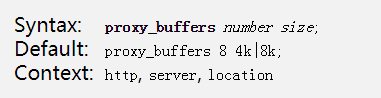 Syntax: proxy_buffers number size;
Default: proxy_buffers 8 4k|8k;
Context: http, server, location